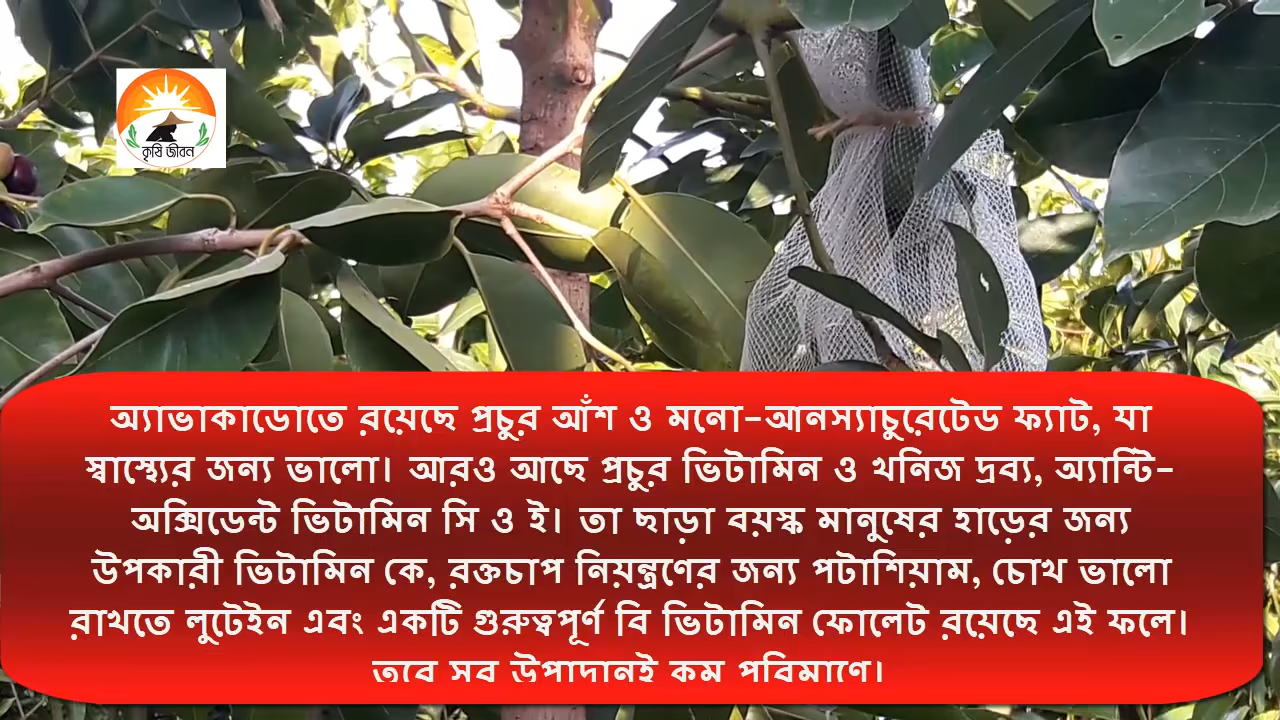 কৃষি জীবন
অ্যাভাকাডোতে রয়েছে প্রচুর আঁশ ও মনো-আনস্যাচুরেটেড ফ্যাট, যা
স্বাস্থ্যের জন্য ভালো। আরও আছে প্রচুর ভিটামিন ও খনিজ দ্রব্য, অ্যান্টি-
অক্সিডেন্ট ভিটামিন সি ও ই। তা ছাড়া বয়স্ক মানুষের হাড়ের জন্য
উপকারী ভিটামিন কে, রক্তচাপ নিয়ন্ত্রণের জন্য পটাশিয়াম, চোখ ভালো
রাখতে লুটেইন এবং একটি গুরুত্বপূর্ণ বি ভিটামিন ফোলেট রয়েছে এই ফলে।
তবে সব উপাদানই কম পরিমাণে।